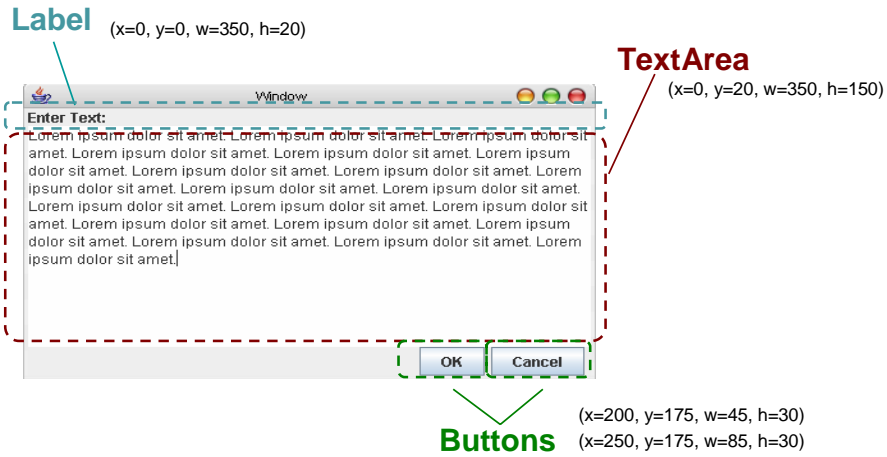 Label (x=0, y=0, w=350, h=20)
TextArea
(x=0, y=20, w=350, h=150)
Window
Enter Text:
Lorem ipsum dolor sit amet. Lorem ipsum dolor sit amet. Lorem ipsum dolor sit
amet. Lorem ipsum dolor sit amet. Lorem ipsum dolor sit amet. Lorem ipsum
dolor sit amet. Lorem ipsum dolor sit amet. Lorem ipsum dolor sit amet. Lorem
ipsum dolor sit amet. Lorem ipsum dolor sit amet. Lorem ipsum dolor sit amet.
Lorem ipsum dolor sit amet. Lorem ipsum dolor sit amet. Lorem ipsum dolor sit
amet. Lorem ipsum dolor sit amet. Lorem ipsum dolor sit amet. Lorem ipsum
dolor sit amet. Lorem ipsum dolor sit amet. Lorem ipsum dolor sit amet. Lorem
ipsum dolor sit amet.
OK Cancel
Buttons
(x=200, y=175, w=45, h=30)
(x=250, y=175, w=85, h=30)